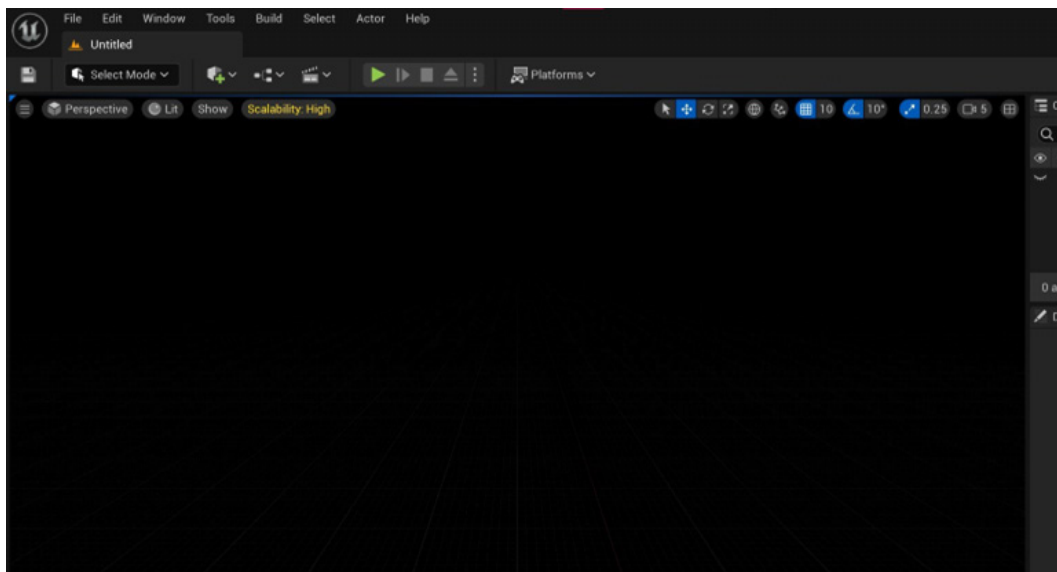 File Edit Window Tools Build Select Actor Help
Untitled
Select Mode Platforms
Perspective Lit Show Scalability: High 10 10° 0.25 5
0 a